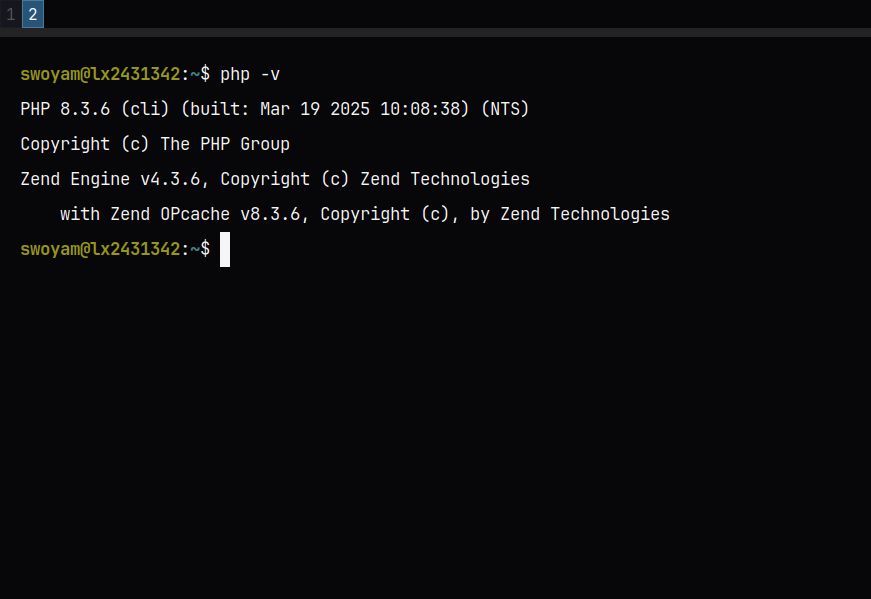 1 2
swoyam@lx2431342:~$ php -v
PHP 8.3.6 (cli) (built: Mar 19 2025 10:08:38) (NTS)
Copyright (c) The PHP Group
Zend Engine v4.3.6, Copyright (c) Zend Technologies
    with Zend OPcache v8.3.6, Copyright (c), by Zend Technologies
swoyam@lx2431342:~$